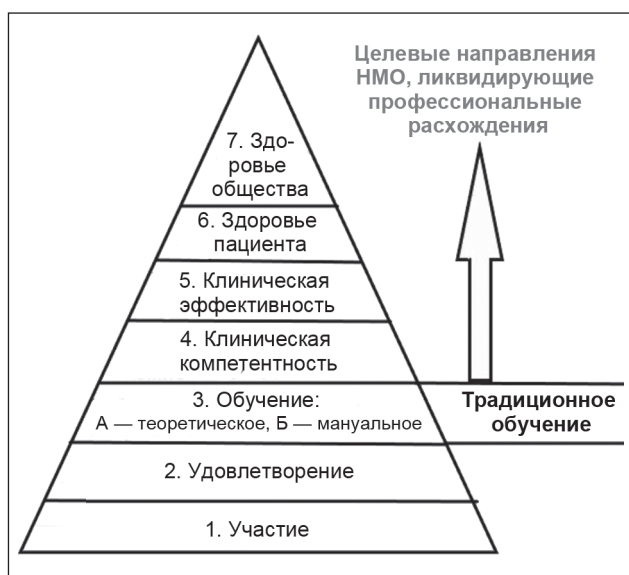 Целевые направления
НМО, ликвидирующие
профессиональные
расхождения
7. Здо-
ровье
общества
6. Здоровье
пациента
5. Клиническая
эффективность
4. Клиническая
компетентность
3. Обучение:
А — теоретическое, Б — мануальное
Традиционное
обучение
2. Удовлетворение
1. Участие